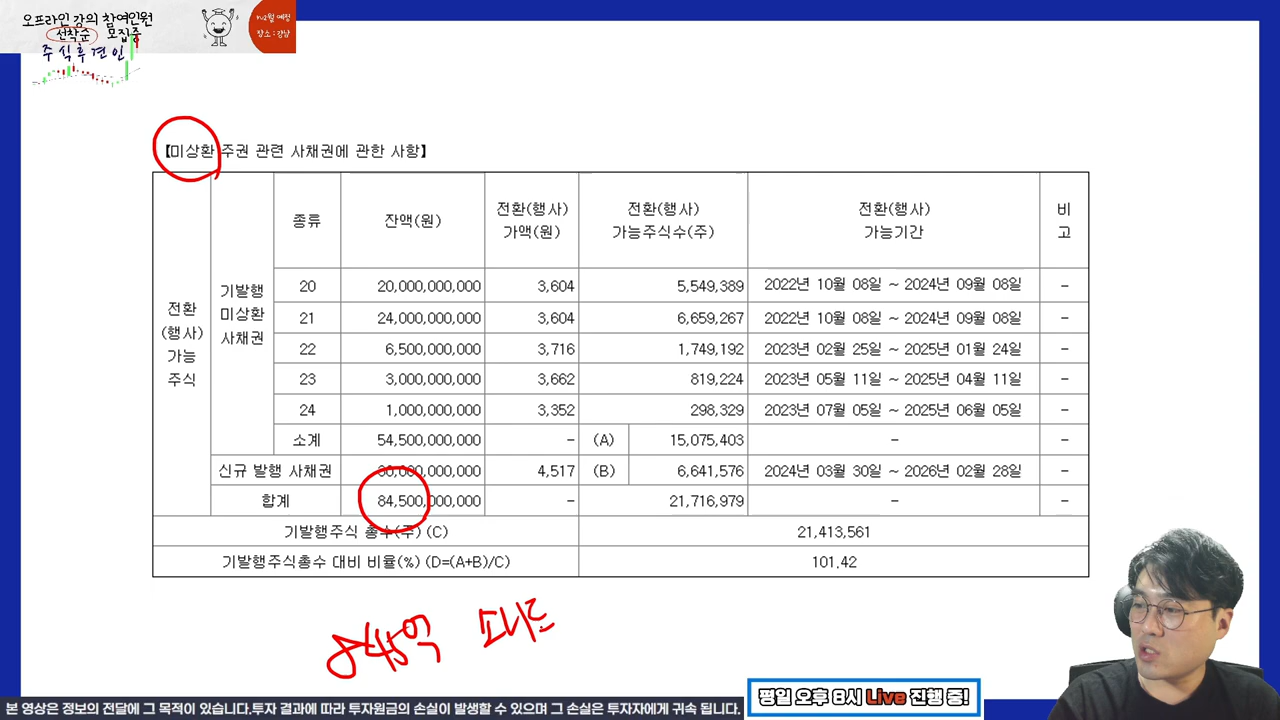 오프라인 강의 참여인원
선착순 모집중
주식후견인
장소 : 강남
【미상환 주권 관련 사채권에 관한 사항】
전환(행사)가능주식 기발행미상환사채권 종류 잔액(원) 전환(행사)가액(원) 전환(행사)가능주식수(주) 전환(행사)가능기간 비고
20 20,000,000,000 3,604 5,549,389 2022년 10월 08일 ~ 2024년 09월 08일 -
21 24,000,000,000 3,604 6,659,267 2022년 10월 08일 ~ 2024년 09월 08일 -
22 6,500,000,000 3,716 1,749,192 2023년 02월 25일 ~ 2025년 01월 24일 -
23 3,000,000,000 3,662 819,224 2023년 05월 11일 ~ 2025년 04월 11일 -
24 1,000,000,000 3,352 298,329 2023년 07월 05일 ~ 2025년 06월 05일 -
소계 54,500,000,000 - (A) 15,075,403 - -
신규 발행 사채권 30,000,000,000 4,517 (B) 6,641,576 2024년 03월 30일 ~ 2026년 02월 28일 -
합계 84,500,000,000 - 21,716,979 - -
기발행주식 총수(주) (C) 21,413,561
기발행주식총수 대비 비율(%) (D=(A+B)/C) 101.42
평일 오후 8시 Live 진행 중!
본 영상은 정보의 전달에 그 목적이 있습니다.투자 결과에 따라 투자원금의 손실이 발생할 수 있으며 그 손실은 투자자에게 귀속 됩니다.